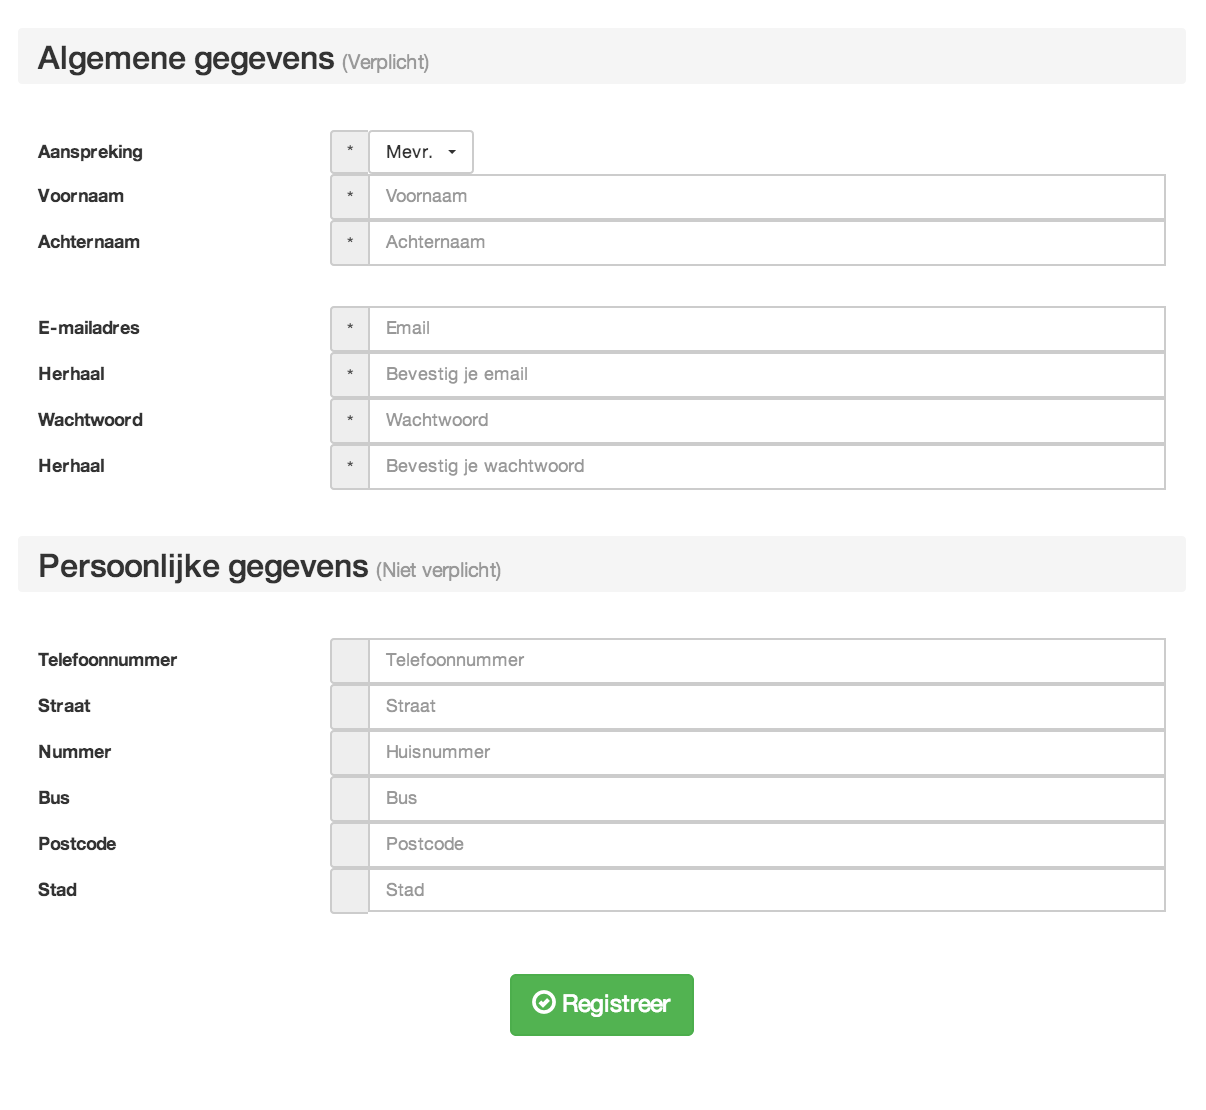 Algemene gegevens (Verplicht)
Aanspreking * Mevr.
Voornaam * Voornaam
Achternaam * Achternaam
E-mailadres * Email
Herhaal * Bevestig je email
Wachtwoord * Wachtwoord
Herhaal * Bevestig je wachtwoord
Persoonlijke gegevens (Niet verplicht)
Telefoonnummer Telefoonnummer
Straat Straat
Nummer Huisnummer
Bus Bus
Postcode Postcode
Stad Stad
Registreer